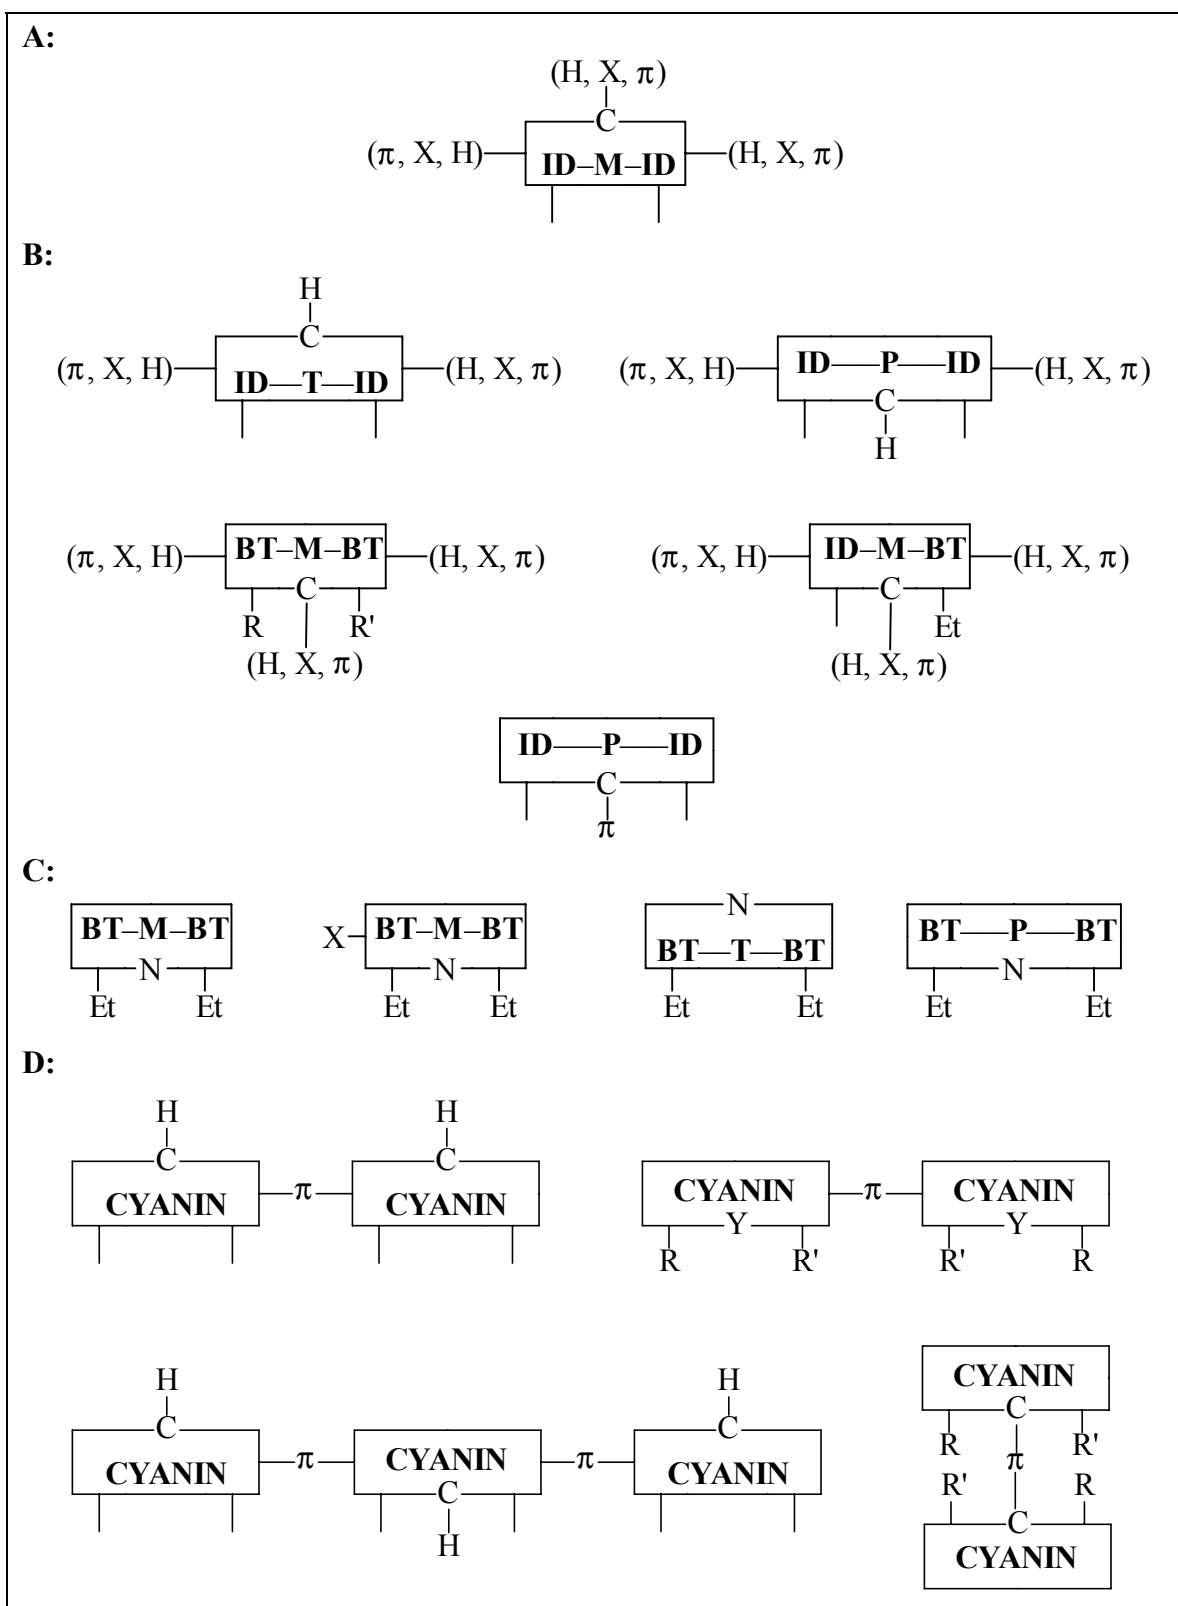 A:
(H, X, π)
C
(π, X, H) ID–M–ID (H, X, π)
B:
H
C
(π, X, H) ID—T—ID (H, X, π)
(π, X, H) ID—P—ID (H, X, π)
C
H
(π, X, H) BT–M–BT (H, X, π)
C
R R'
(H, X, π)
(π, X, H) ID–M–BT (H, X, π)
C
Et
(H, X, π)
ID—P—ID
C
π
C:
BT–M–BT
N
Et Et
X BT–M–BT
N
Et Et
N
BT—T—BT
Et Et
BT—P—BT
N
Et Et
D:
H H
C C
CYANIN π CYANIN
CYANIN π CYANIN
Y Y
R R' R' R
H H
C C
CYANIN π CYANIN π CYANIN
C
H
CYANIN
C
R π R'
R' R
C
CYANIN